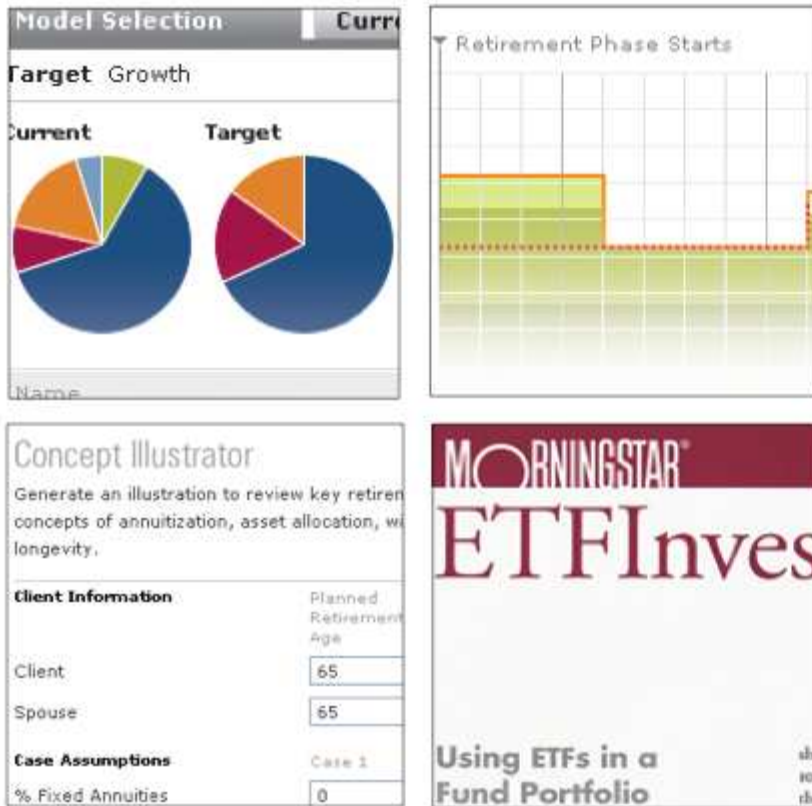 Model Selection
Target Growth
Current Target
Name
Retirement Phase Starts
Concept Illustrator
Generate an illustration to review key
concepts of annuitization, asset allocation,
longevity.
Client Information Planned
Retirement
Age
Client 65
Spouse 65
Case Assumptions Case 1
% Fixed Annuities 0
MORNINGSTAR®
ETFInves
Using ETFs in a
Fund Portfolio